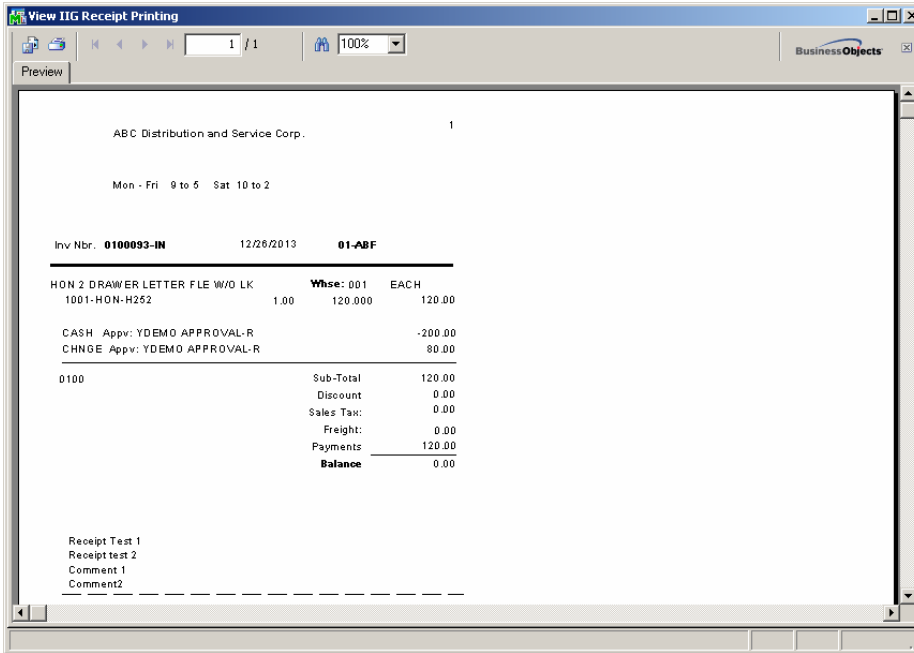 View IIG Receipt Printing
1 / 1 100% BusinessObjects
Preview
1
ABC Distribution and Service Corp.
Mon - Fri 9 to 5 Sat 10 to 2
Inv Nbr. 0100093-IN 12/26/2013 01-ABF
HON 2 DRAWER LETTER FLE W/O LK Whse: 001 EACH
1001-HON-H252 1.00 120.000 120.00
CASH Appv: YDEMO APPROVAL-R -200.00
CHNGE Appv: YDEMO APPROVAL-R 80.00
0100 Sub-Total 120.00
Discount 0.00
Sales Tax: 0.00
Freight: 0.00
Payments 120.00
Balance 0.00
Receipt Test 1
Receipt test 2
Comment 1
Comment2